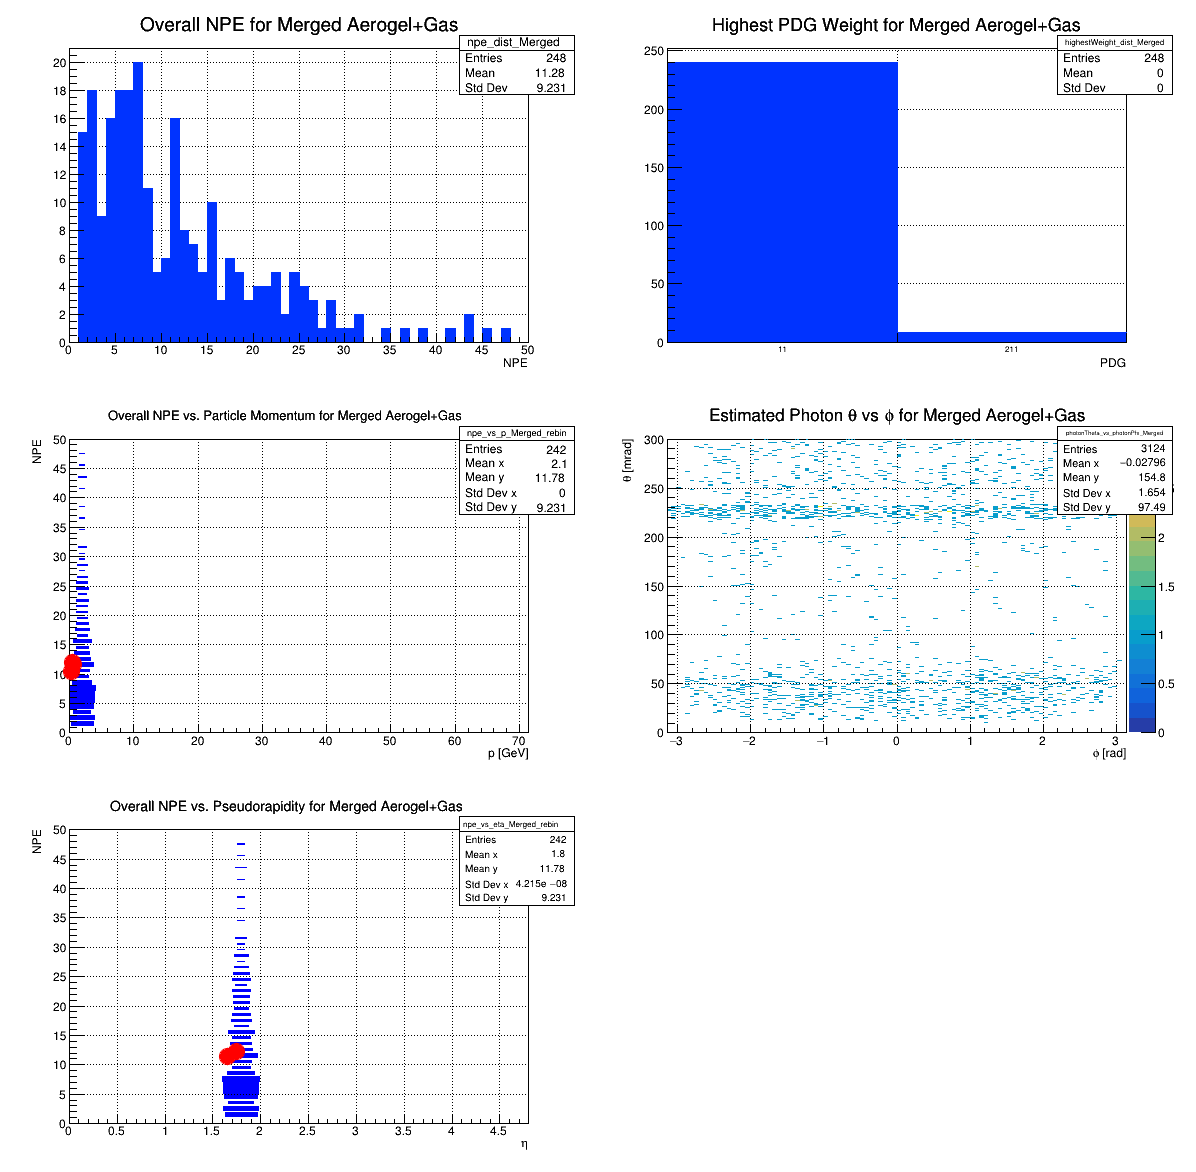 Overall NPE for Merged Aerogel+Gas
npe_dist_Merged
Entries 248
Mean 11.28
Std Dev 9.231
20
18
16
14
12
10
8
6
4
2
0
0 5 10 15 20 25 30 35 40 45 50
NPE
Highest PDG Weight for Merged Aerogel+Gas
highestWeight_dist_Merged
Entries 248
Mean 0
Std Dev 0
250
200
150
100
50
0
11 211
PDG
Overall NPE vs. Particle Momentum for Merged Aerogel+Gas
npe_vs_p_Merged_rebin
Entries 242
Mean x 2.1
Mean y 11.78
Std Dev x 0
Std Dev y 9.231
NPE
50
45
40
35
30
25
20
15
10
5
0
0 10 20 30 40 50 60 70
p [GeV]
Estimated Photon θ vs ϕ for Merged Aerogel+Gas
photonTheta_vs_photonPhi_Merged
Entries 3124
Mean x −0.02796
Mean y 154.8
Std Dev x 1.654
Std Dev y 97.49
θ [mrad]
300
250
200
150
100
50
0
−3 −2 −1 0 1 2 3
ϕ [rad]
2
1.5
1
0.5
0
Overall NPE vs. Pseudorapidity for Merged Aerogel+Gas
npe_vs_eta_Merged_rebin
Entries 242
Mean x 1.8
Mean y 11.78
Std Dev x 4.215e −08
Std Dev y 9.231
NPE
50
45
40
35
30
25
20
15
10
5
0
0 0.5 1 1.5 2 2.5 3 3.5 4 4.5
η